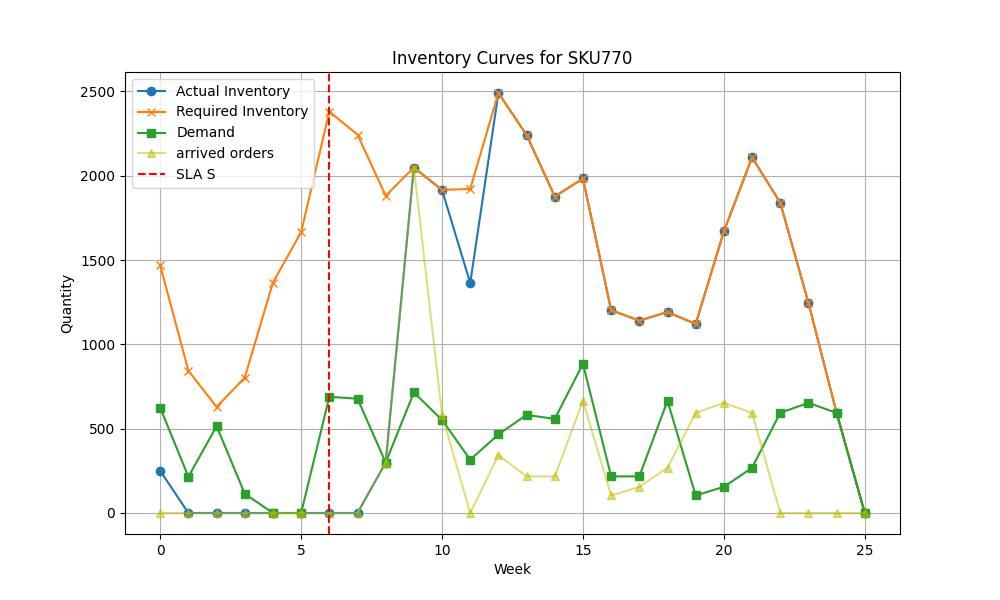 Inventory Curves for SKU770
Actual Inventory
Required Inventory
Demand
arrived orders
SLA S
Quantity
2500
2000
1500
1000
500
0
0 5 10 15 20 25
Week